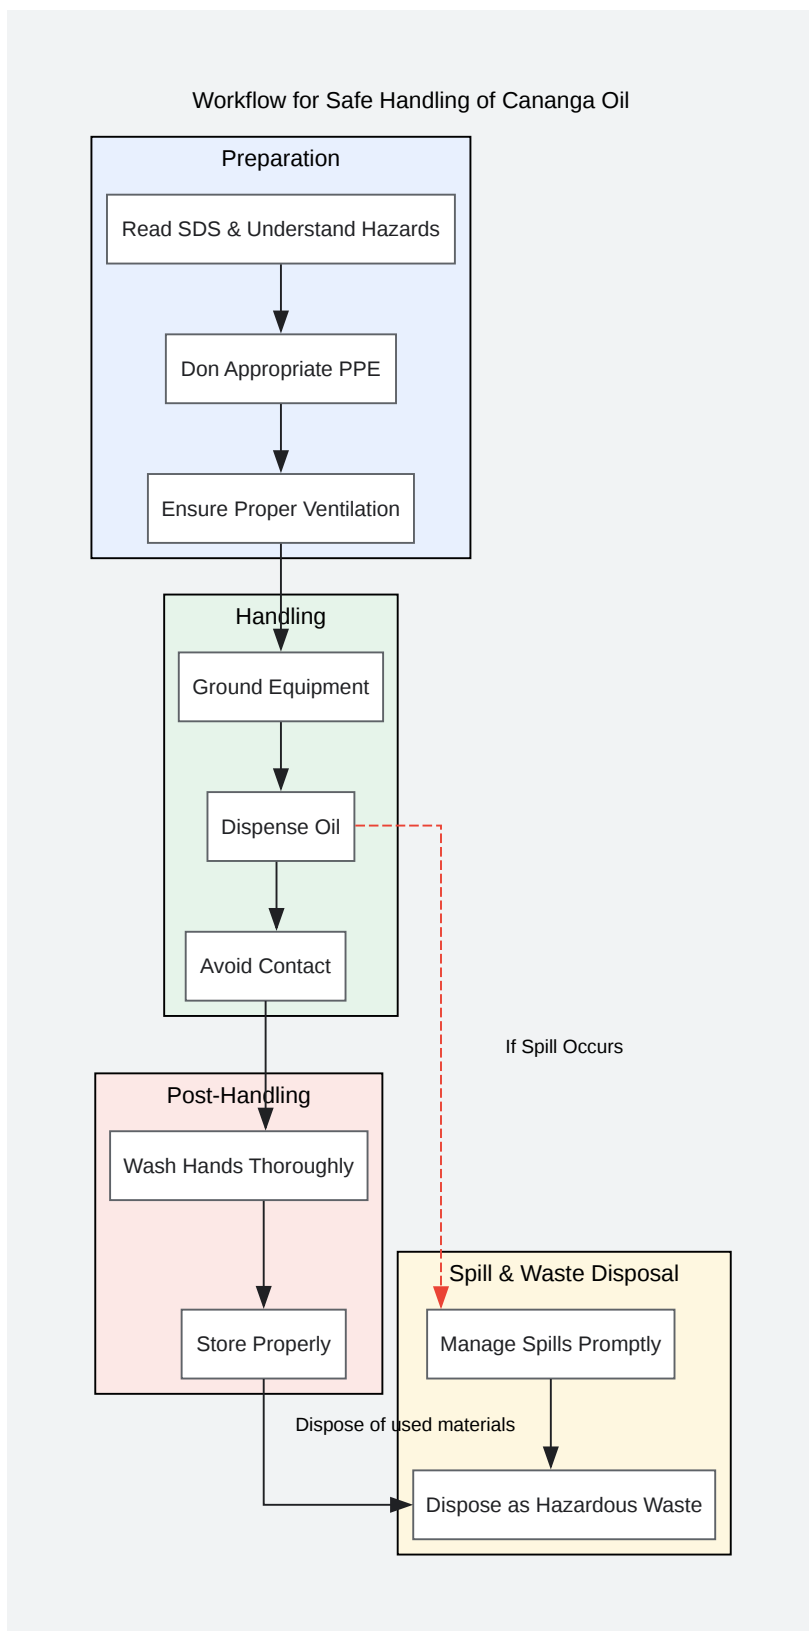 Workflow for Safe Handling of Cananga Oil
Preparation
Read SDS & Understand Hazards
Don Appropriate PPE
Ensure Proper Ventilation
Handling
Ground Equipment
Dispense Oil
Avoid Contact
If Spill Occurs
Post-Handling
Wash Hands Thoroughly
Store Properly
Spill & Waste Disposal
Manage Spills Promptly
Dispose of used materials
Dispose as Hazardous Waste